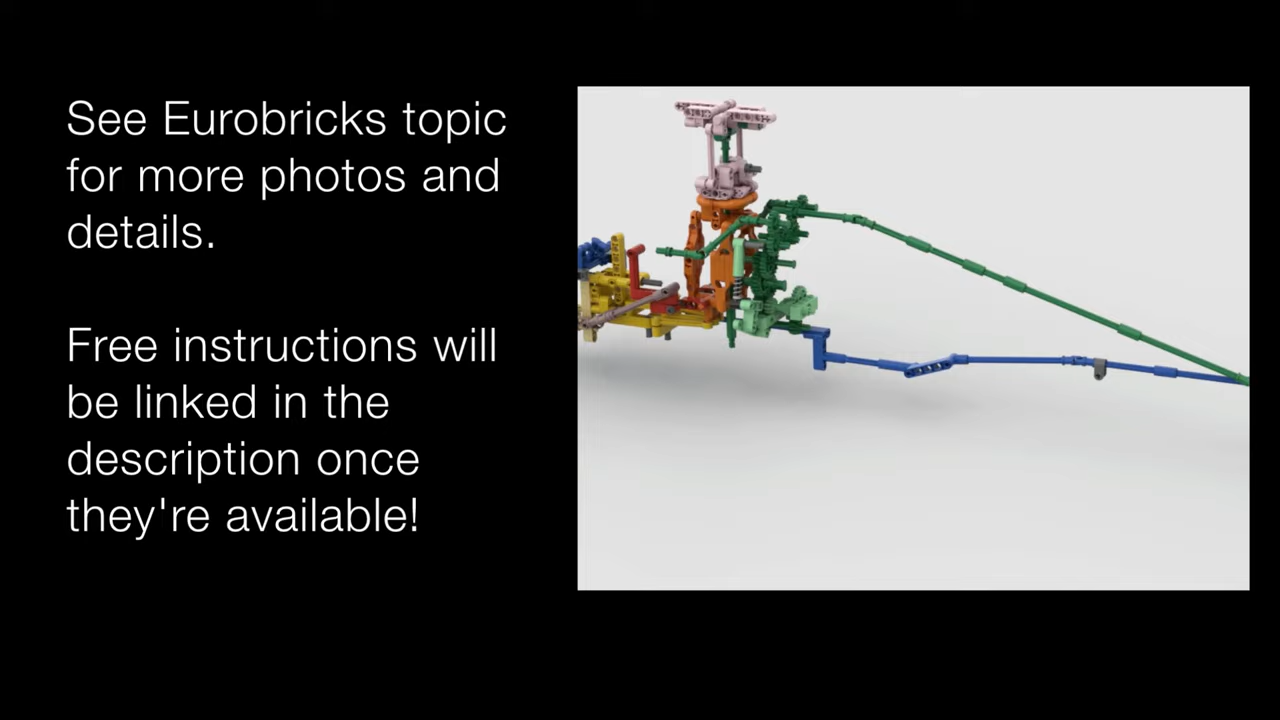 See Eurobricks topic
for more photos and
details.
Free instructions will
be linked in the
description once
they're available!